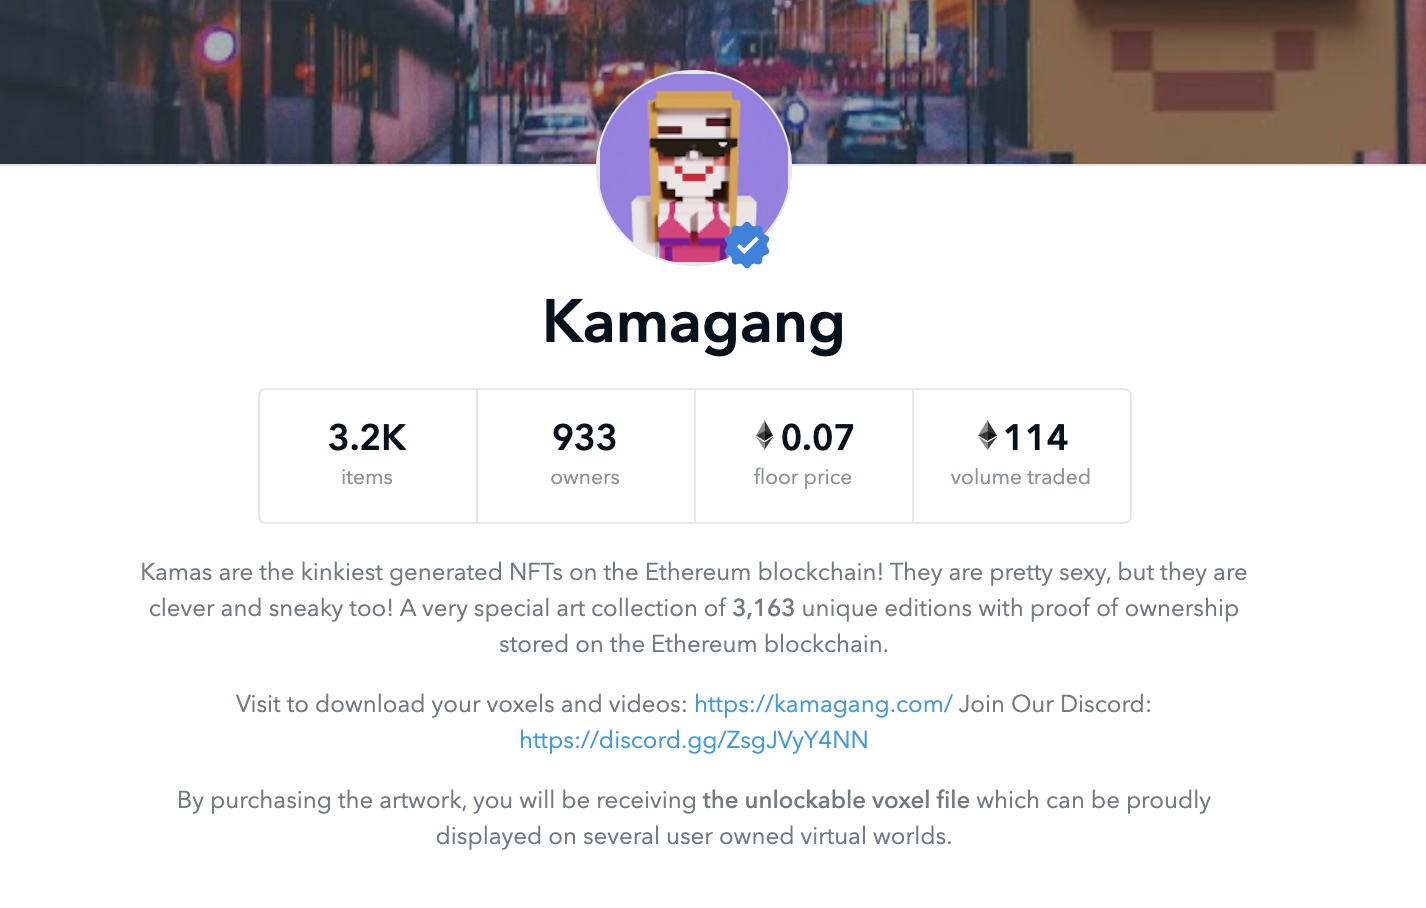 Kamagang
3.2K
items
933
owners
0.07
floor price
114
volume traded
Kamas are the kinkiest generated NFTs on the Ethereum blockchain! They are pretty sexy, but they are
clever and sneaky too! A very special art collection of 3,163 unique editions with proof of ownership
stored on the Ethereum blockchain.
Visit to download your voxels and videos: https://kamagang.com/ Join Our Discord:
https://discord.gg/ZsgJVyY4NN
By purchasing the artwork, you will be receiving the unlockable voxel file which can be proudly
displayed on several user owned virtual worlds.